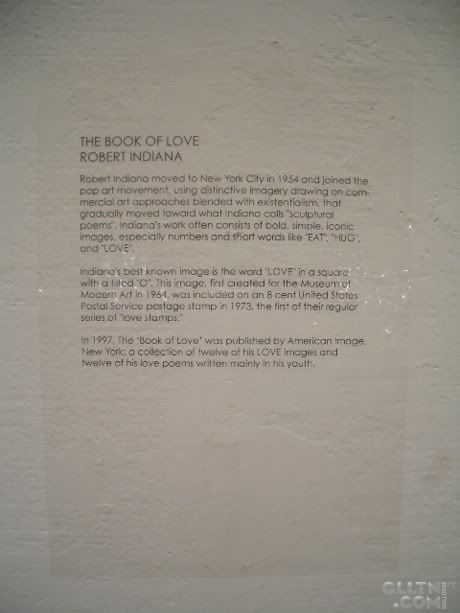 THE BOOK OF LOVE
ROBERT INDIANA
Robert Indiana moved to New York City in 1954 and joined the
pop art movement, using distinctive imagery drawing on com-
mercial art approaches blended with existentialism, that
gradually moved toward what Indiana calls "sculptural
poems". Indiana's work often consists of bold, simple, iconic
images, especially numbers and short words like "EAT", "HUG",
and "LOVE".
Indiana's best known image is the word 'LOVE' in a square
with a tilted "O". This image, first created for the Museum of
Modern Art in 1964, was included on an 8 cent United States
Postal Service postage stamp in 1973, the first of their regular
series of "love stamps."
In 1997, The 'Book of Love' was published by American Image,
New York; a collection of twelve of his LOVE images and
twelve of his love poems written mainly in his youth.
CLLTN
.COM